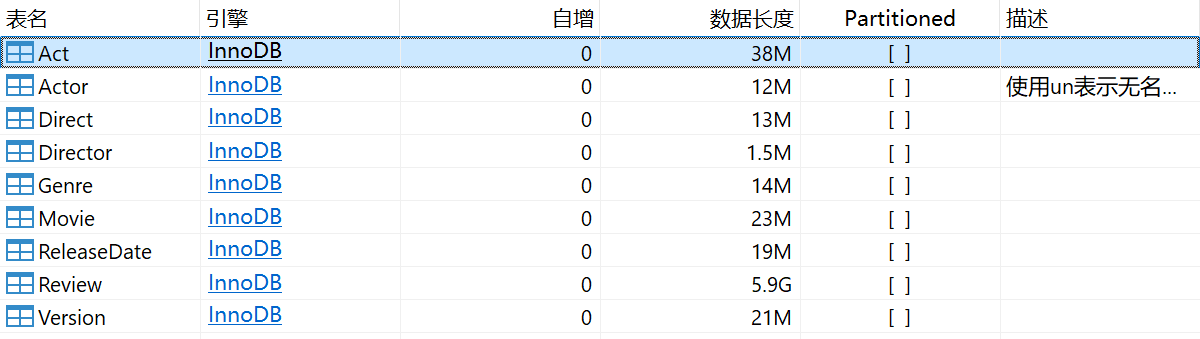 表名 引擎 自增 数据长度 Partitioned 描述
Act InnoDB 0 38M [ ]
Actor InnoDB 0 12M [ ] 使用un表示无名...
Direct InnoDB 0 13M [ ]
Director InnoDB 0 1.5M [ ]
Genre InnoDB 0 14M [ ]
Movie InnoDB 0 23M [ ]
ReleaseDate InnoDB 0 19M [ ]
Review InnoDB 0 5.9G [ ]
Version InnoDB 0 21M [ ]